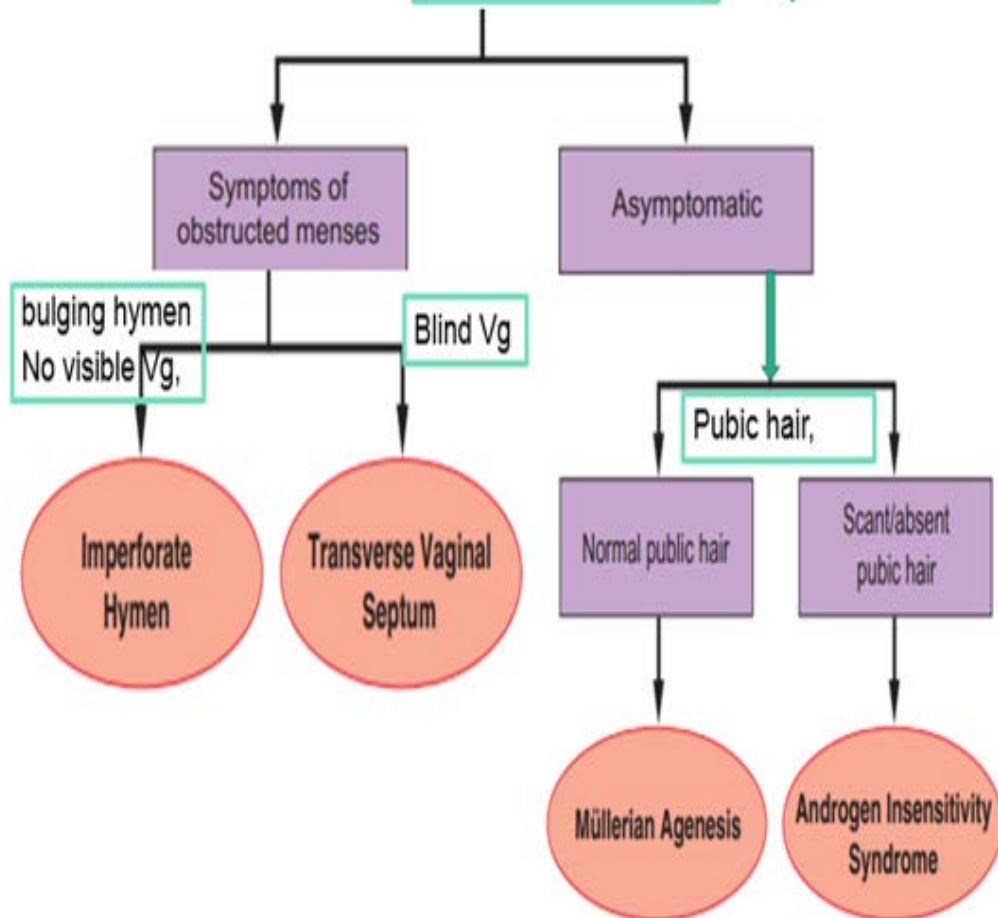 Symptoms of
obstructed menses
Asymptomatic
bulging hymen
No visible Vg,
Blind Vg
Pubic hair,
Normal public hair
Scant/absent
pubic hair
Imperforate
Hymen
Transverse Vaginal
Septum
Müllerian Agenesis
Androgen Insensitivity
Syndrome